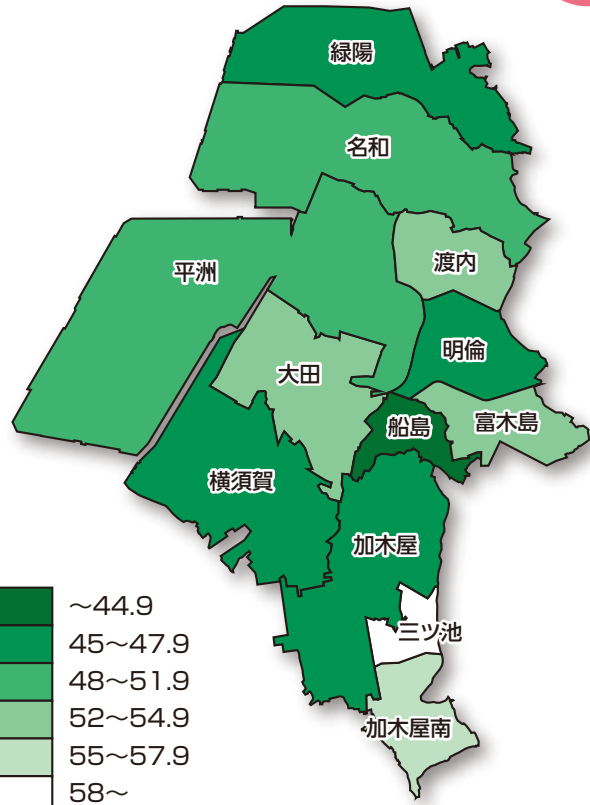 緑陽
名和
渡内
平洲
明倫
大田
船島
富木島
横須賀
加木屋
三ツ池
加木屋南
～44.9
45～47.9
48～51.9
52～54.9
55～57.9
58～